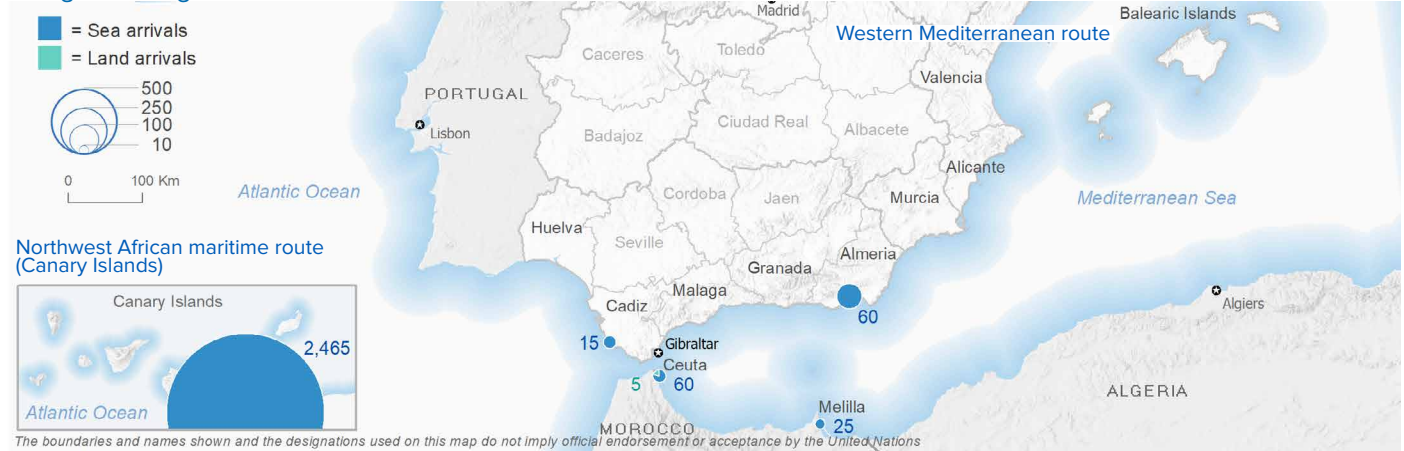 = Sea arrivals
= Land arrivals
500
250
100
10
0 100 Km
Madrid
Western Mediterranean route
Balearic Islands
Caceres
Toledo
Valencia
PORTUGAL
Lisbon
Badajoz
Ciudad Real
Albacete
Alicante
Atlantic Ocean
Cordoba
Jaen
Murcia
Mediterranean Sea
Huelva
Seville
Almeria
Granada
Malaga
Cadiz
60
15
Gibraltar
Ceuta
5
60
Melilla
25
MOROCCO
Algiers
ALGERIA
Northwest African maritime route
(Canary Islands)
Canary Islands
2,465
Atlantic Ocean
The boundaries and names shown and the designations used on this map do not imply official endorsement or acceptance by the United Nations